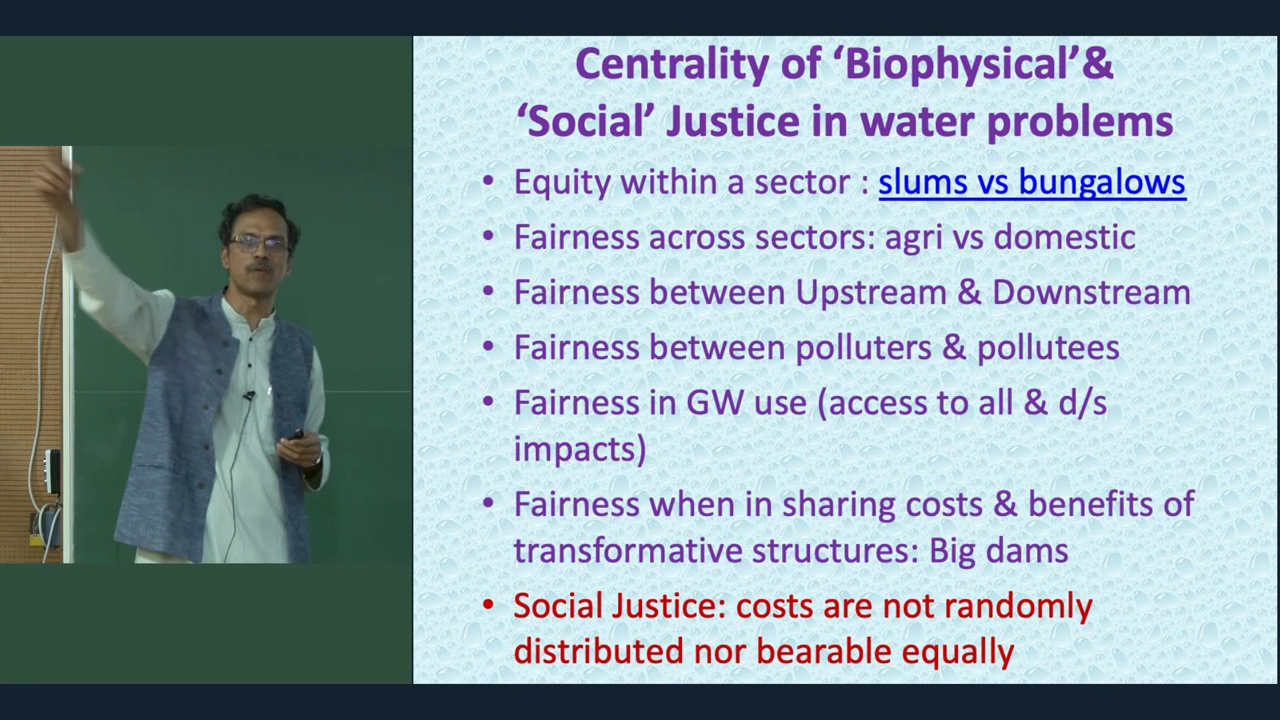 Centrality of ‘Biophysical’&
‘Social’ Justice in water problems
• Equity within a sector : slums vs bungalows
• Fairness across sectors: agri vs domestic
• Fairness between Upstream & Downstream
• Fairness between polluters & pollutees
• Fairness in GW use (access to all & d/s
impacts)
• Fairness when in sharing costs & benefits of
transformative structures: Big dams
• Social Justice: costs are not randomly
distributed nor bearable equally